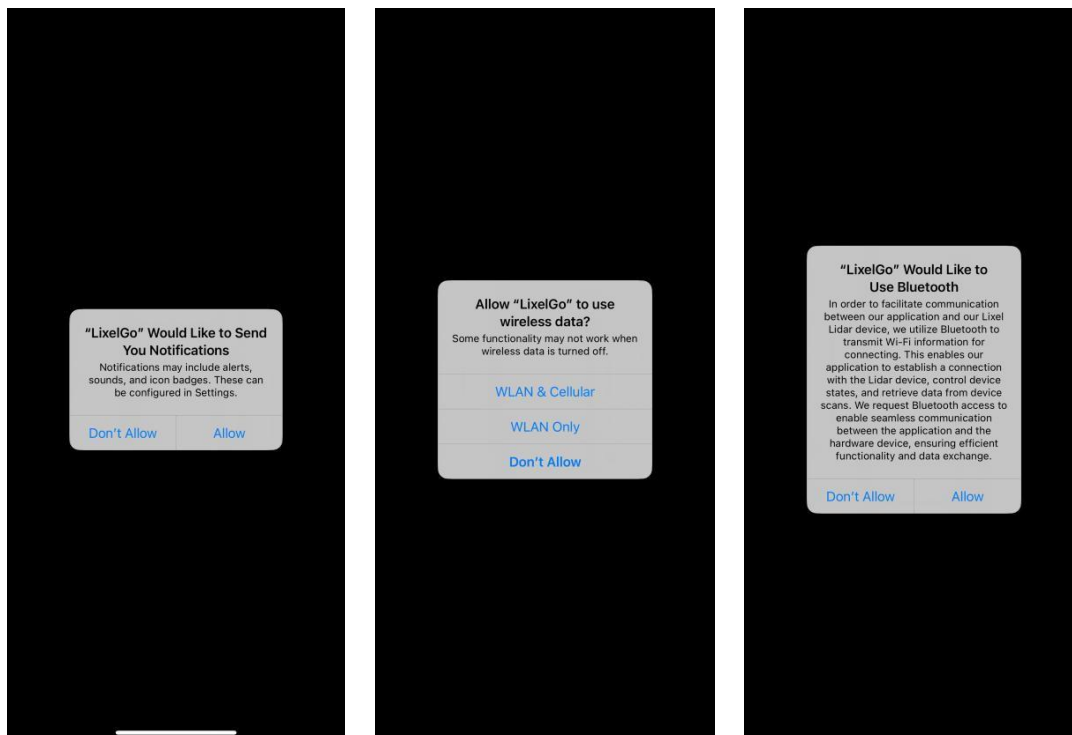 “LixelGo” Would Like to Send
You Notifications
Notifications may include alerts,
sounds, and icon badges. These can
be configured in Settings.
Don’t Allow
Allow
Allow “LixelGo” to use
wireless data?
Some functionality may not work when
wireless data is turned off.
WLAN & Cellular
WLAN Only
Don’t Allow
“LixelGo” Would Like to
Use Bluetooth
In order to facilitate communication
between our application and our Lixel
Lidar device, we utilize Bluetooth to
transmit Wi-Fi information for
connecting. This enables our
application to establish a connection
with the Lidar device, control device
states, and retrieve data from device
scans. We request Bluetooth access to
enable seamless communication
between the application and the
hardware device, ensuring efficient
functionality and data exchange.
Don’t Allow
Allow